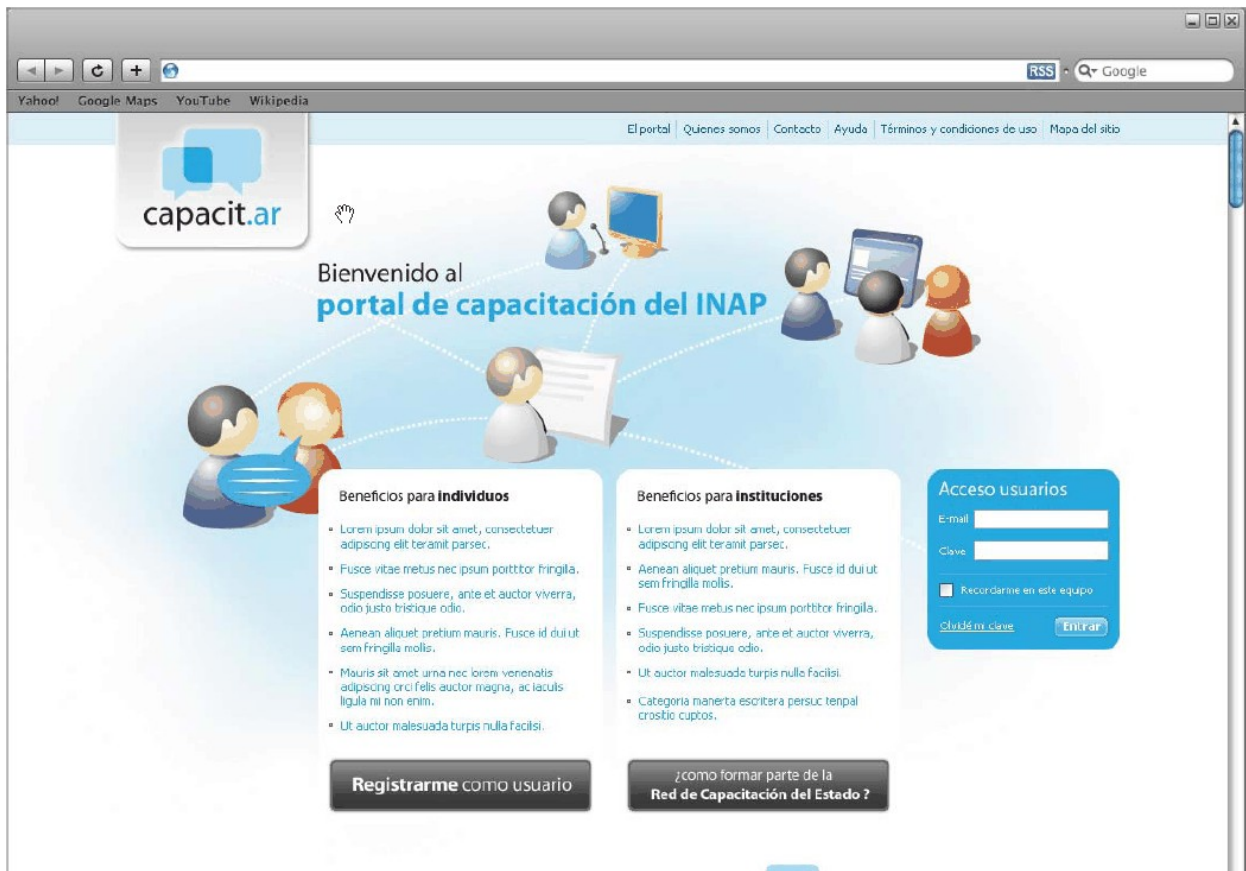 RSS
Google
Yahoo! Google Maps YouTube Wikipedia
El portal Quienes somos Contacto Ayuda Términos y condiciones de uso Mapa del sitio
capacit.ar
Bienvenido al
portal de capacitación del INAP
Beneficios para individuos
Lorem ipsum dolor sit amet, consectetuer
adipiscing elit teramit parsec.
Fusce vitae metus nec ipsum porttitor fringilla.
Suspendisse posuere, ante et auctor viverra,
odio justo tristique odio.
Aenean aliquet pretium mauris. Fusce id dui ut
sem fringilla mollis.
Mauris sit amet urna nec lorem venenatis
adipiscing orci felis auctor magna, ac iaculis
ligula mi non enim.
Ut auctor malesuada turpis nulla facilisi.
Registrarme como usuario
Beneficios para instituciones
Lorem ipsum dolor sit amet, consectetuer
adipiscing elit teramit parsec.
Aenean aliquet pretium mauris. Fusce id dui ut
sem fringilla mollis.
Fusce vitae metus nec ipsum porttitor fringilla.
Suspendisse posuere, ante et auctor viverra,
odio justo tristique odio.
Ut auctor malesuada turpis nulla facilisi.
Categoria manerta escritera persuc tenpal
crositio cuptos.
¿como formar parte de la
Red de Capacitación del Estado ?
Acceso usuarios
E-mail
Clave
Recordarme en este equipo
Olvidé mi clave Entrar